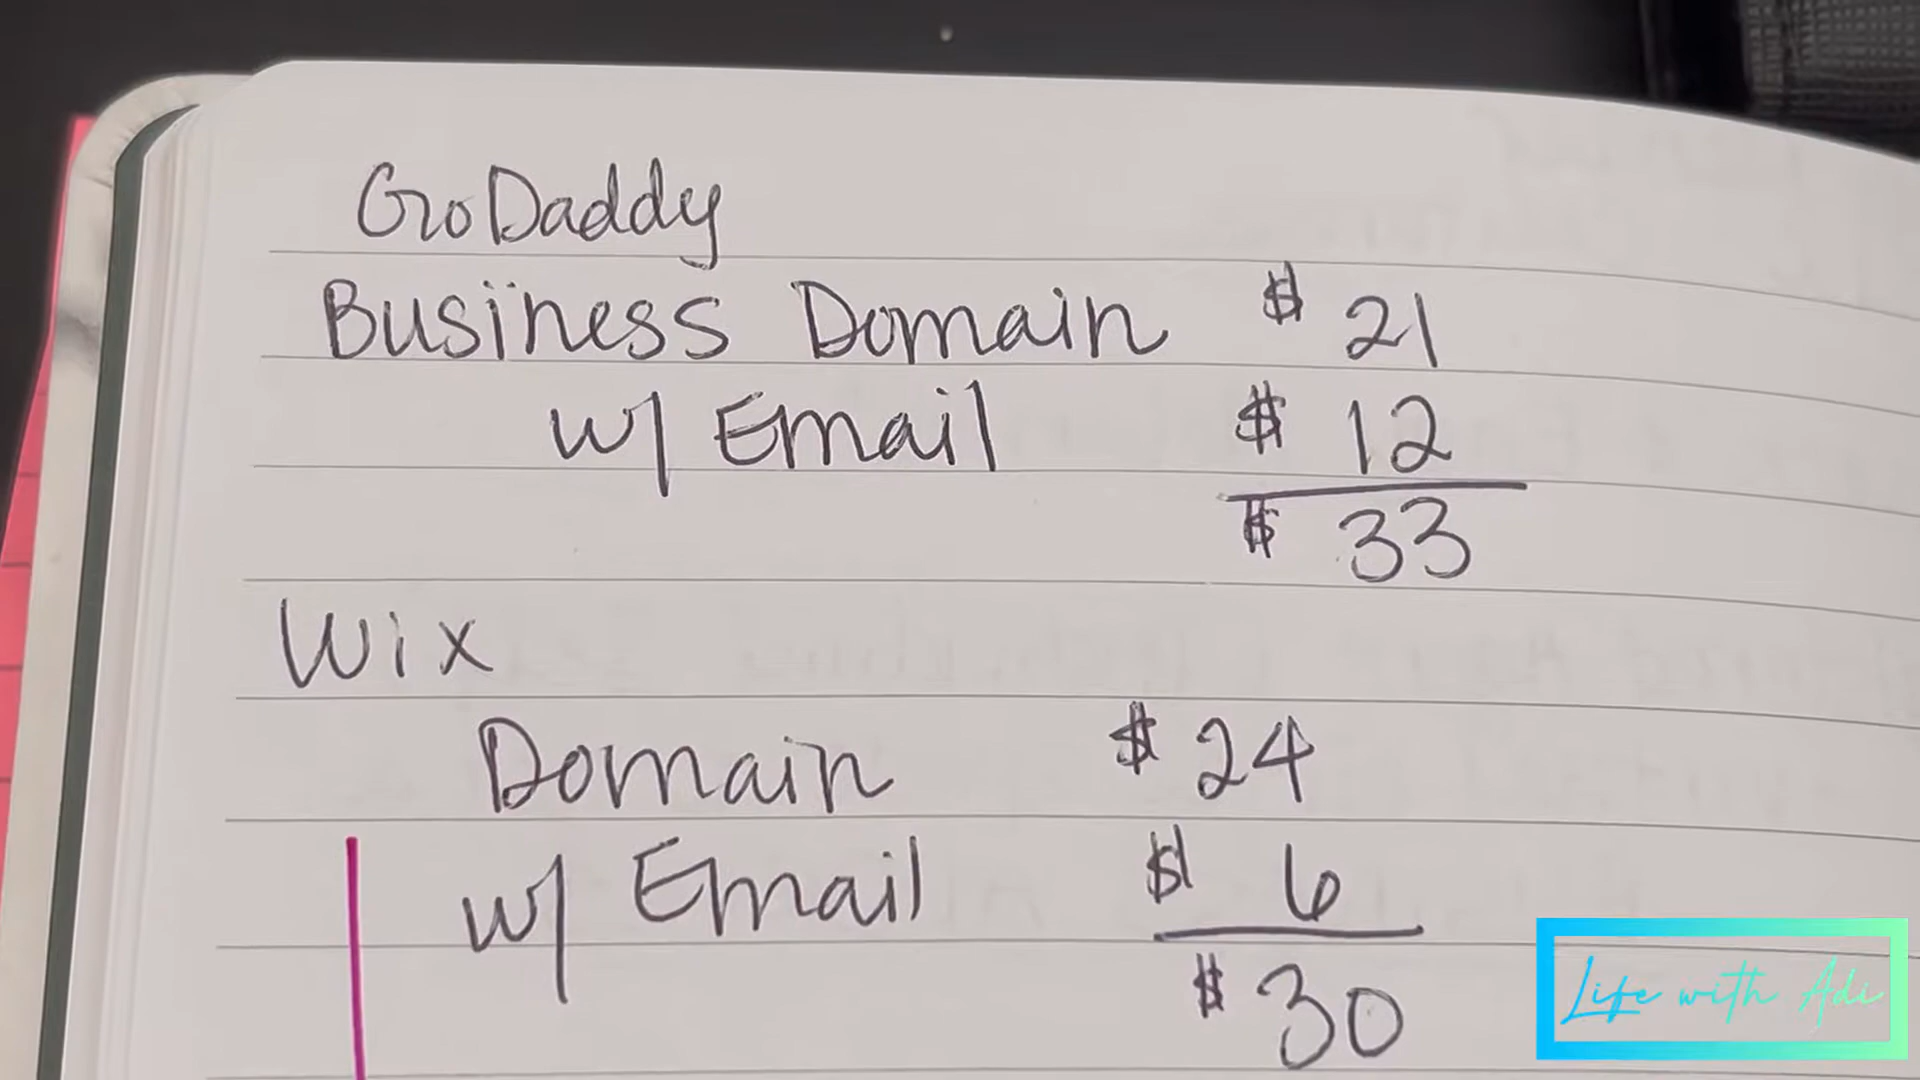 GoDaddy
Business Domain $ 21
w/ Email $ 12
$ 33
Wix
Domain $ 24
w/ Email $ 6
$ 30
Life with Adi